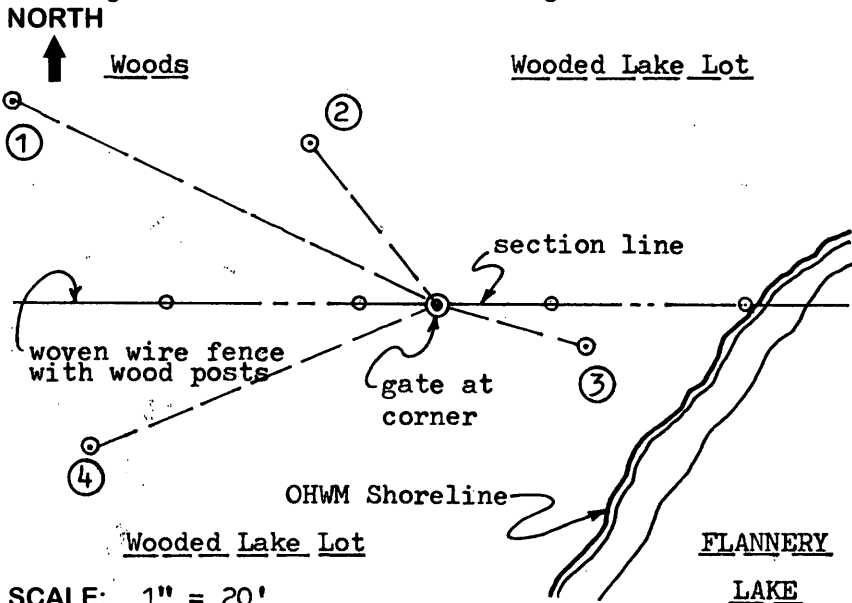 NORTH
Woods
Wooded Lake Lot
1
2
section line
woven wire fence
with wood posts
gate at
corner
3
4
OHWM Shoreline
Wooded Lake Lot
FLANNERY
LAKE
SCALE: 1" = 20'